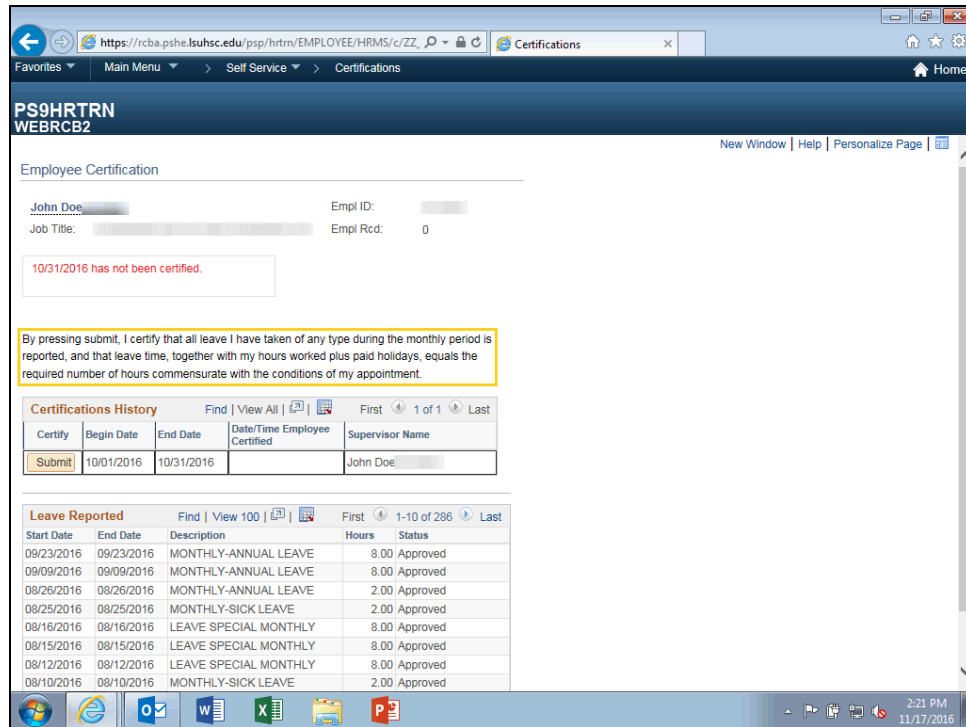 https://rcba.pshe.lsuhsc.edu/psp/hrtrn/EMPLOYEE/HRMS/c/ZZ_
Certifications
Favorites Main Menu > Self Service > Certifications Home
PS9HRTRN
WEBRCB2
New Window | Help | Personalize Page |
Employee Certification
John Doe Empl ID:
Job Title: Empl Rcd: 0
10/31/2016 has not been certified.
By pressing submit, I certify that all leave I have taken of any type during the monthly period is
reported, and that leave time, together with my hours worked plus paid holidays, equals the
required number of hours commensurate with the conditions of my appointment.
Certifications History Find | View All | | First 1 of 1 Last
Certify Begin Date End Date Date/Time Employee Certified Supervisor Name
Submit 10/01/2016 10/31/2016 John Doe
Leave Reported Find | View 100 | | First 1-10 of 286 Last
Start Date End Date Description Hours Status
09/23/2016 09/23/2016 MONTHLY-ANNUAL LEAVE 8.00 Approved
09/09/2016 09/09/2016 MONTHLY-ANNUAL LEAVE 8.00 Approved
08/26/2016 08/26/2016 MONTHLY-ANNUAL LEAVE 2.00 Approved
08/25/2016 08/25/2016 MONTHLY-SICK LEAVE 2.00 Approved
08/16/2016 08/16/2016 LEAVE SPECIAL MONTHLY 8.00 Approved
08/15/2016 08/15/2016 LEAVE SPECIAL MONTHLY 8.00 Approved
08/12/2016 08/12/2016 LEAVE SPECIAL MONTHLY 8.00 Approved
08/10/2016 08/10/2016 MONTHLY-SICK LEAVE 2.00 Approved
2:21 PM
11/17/2016